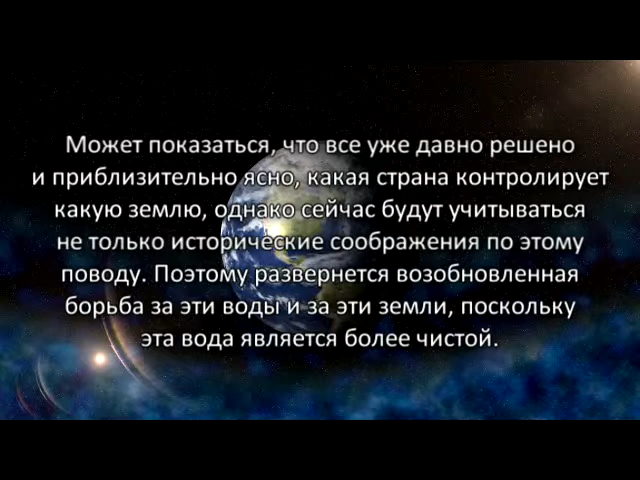 Может показаться, что все уже давно решено
и приблизительно ясно, какая страна контролирует
какую землю, однако сейчас будут учитываться
не только исторические соображения по этому
поводу. Поэтому развернется возобновленная
борьба за эти воды и за эти земли, поскольку
эта вода является более чистой.